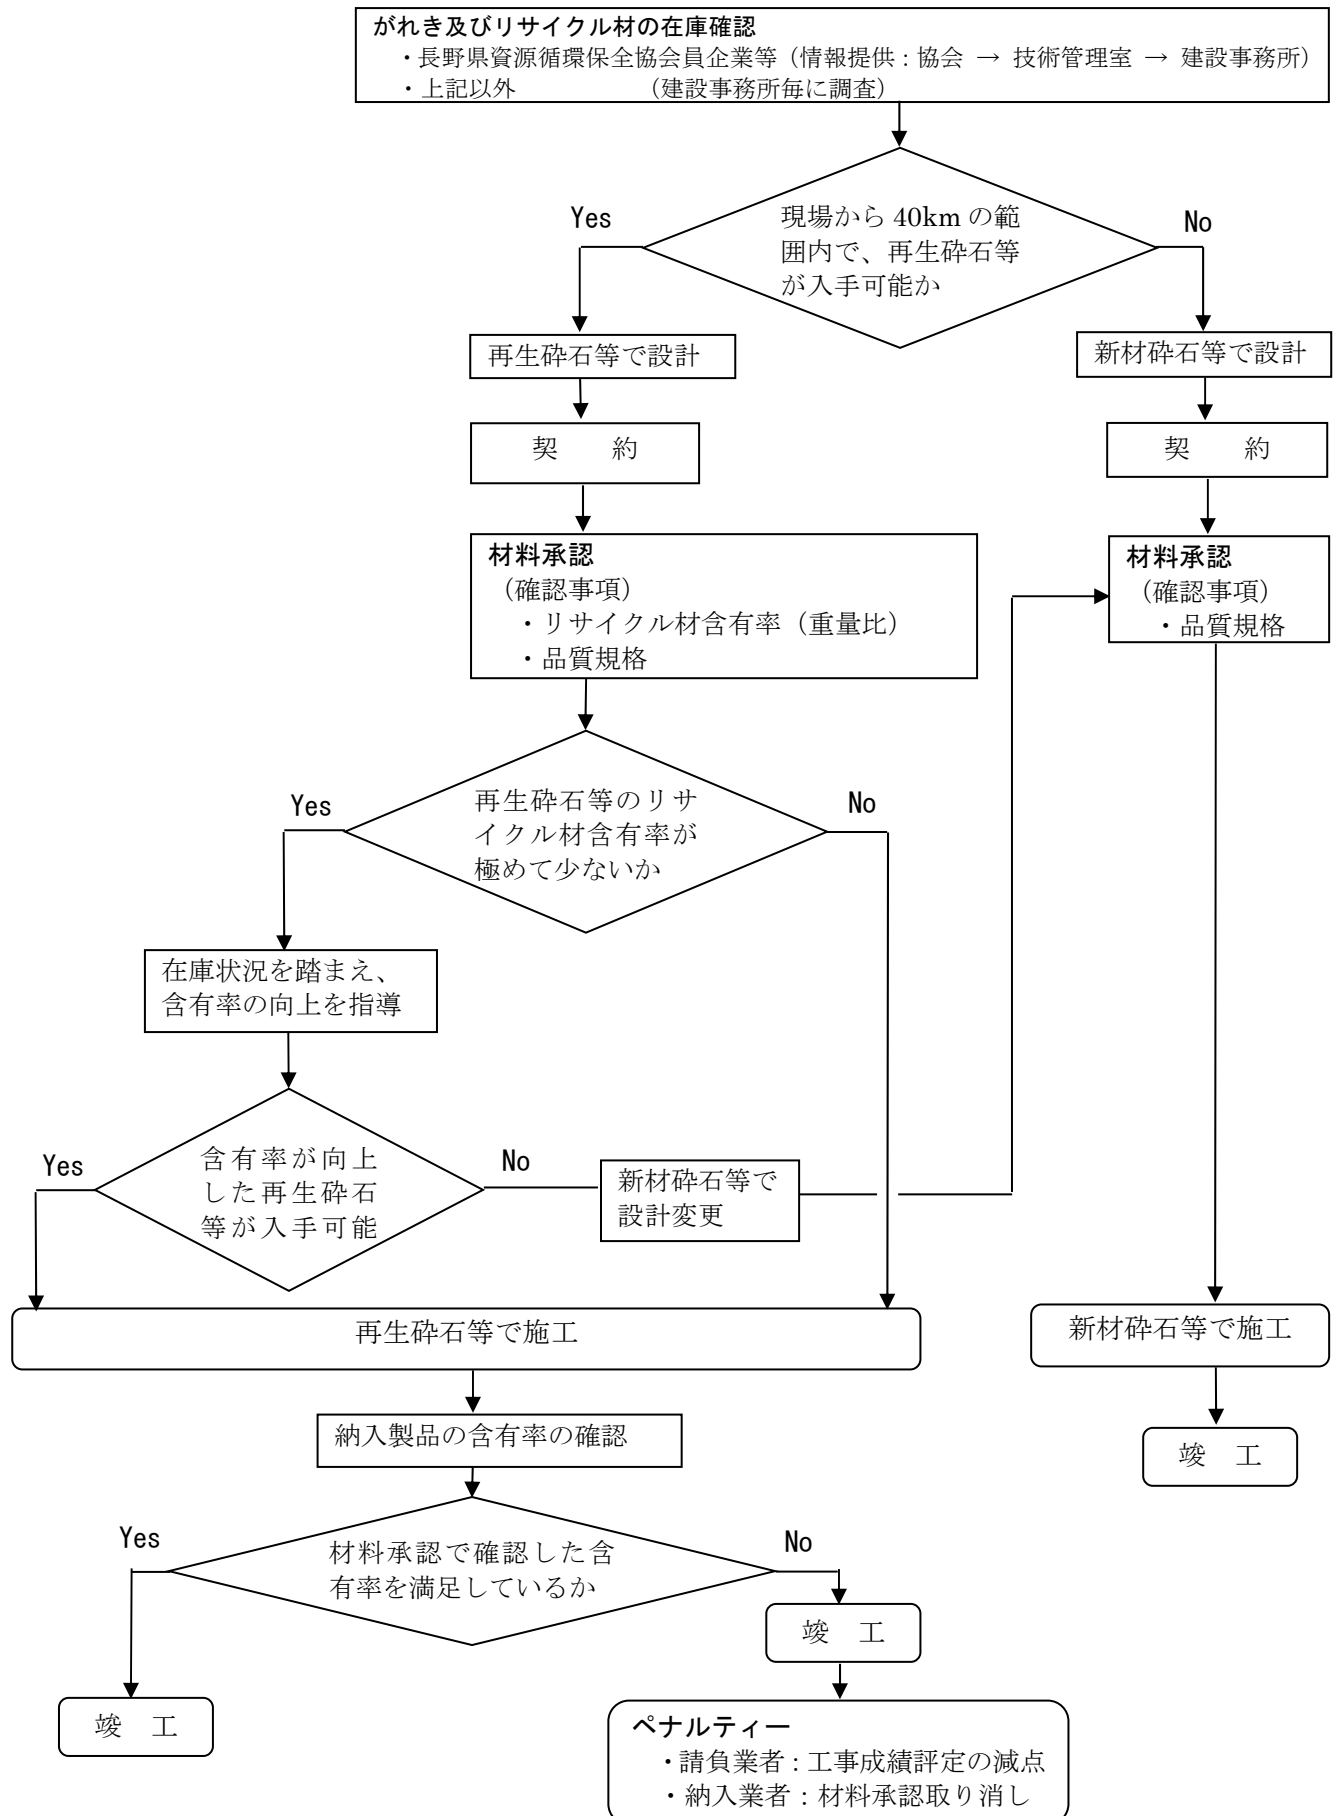 がれき及びリサイクル材の在庫確認
・長野県資源循環保全協会員企業等（情報提供：協会 → 技術管理室 → 建設事務所）
・上記以外　　　　　（建設事務所毎に調査）
現場から 40km の範
囲内で、再生砕石等
が入手可能か
Yes
No
再生砕石等で設計
新材砕石等で設計
契　　約
契　　約
材料承認
（確認事項）
・リサイクル材含有率（重量比）
・品質規格
材料承認
（確認事項）
・品質規格
再生砕石等のリサ
イクル材含有率が
極めて少ないか
Yes
No
在庫状況を踏まえ、
含有率の向上を指導
含有率が向上
した再生砕石
等が入手可能
Yes
No
新材砕石等で
設計変更
再生砕石等で施工
新材砕石等で施工
納入製品の含有率の確認
竣　工
材料承認で確認した含
有率を満足しているか
Yes
No
竣　工
竣　工
ペナルティー
・請負業者：工事成績評定の減点
・納入業者：材料承認取り消し